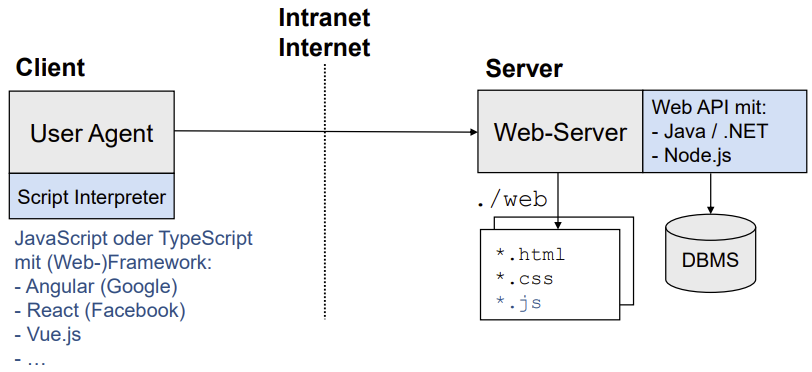 Intranet
Internet
Client
Server
User Agent
Script Interpreter
Web-Server
Web API mit:
- Java / .NET
- Node.js
JavaScript oder TypeScript
mit (Web-)Framework:
- Angular (Google)
- React (Facebook)
- Vue.js
- ...
./web
*.html
*.css
*.js
DBMS